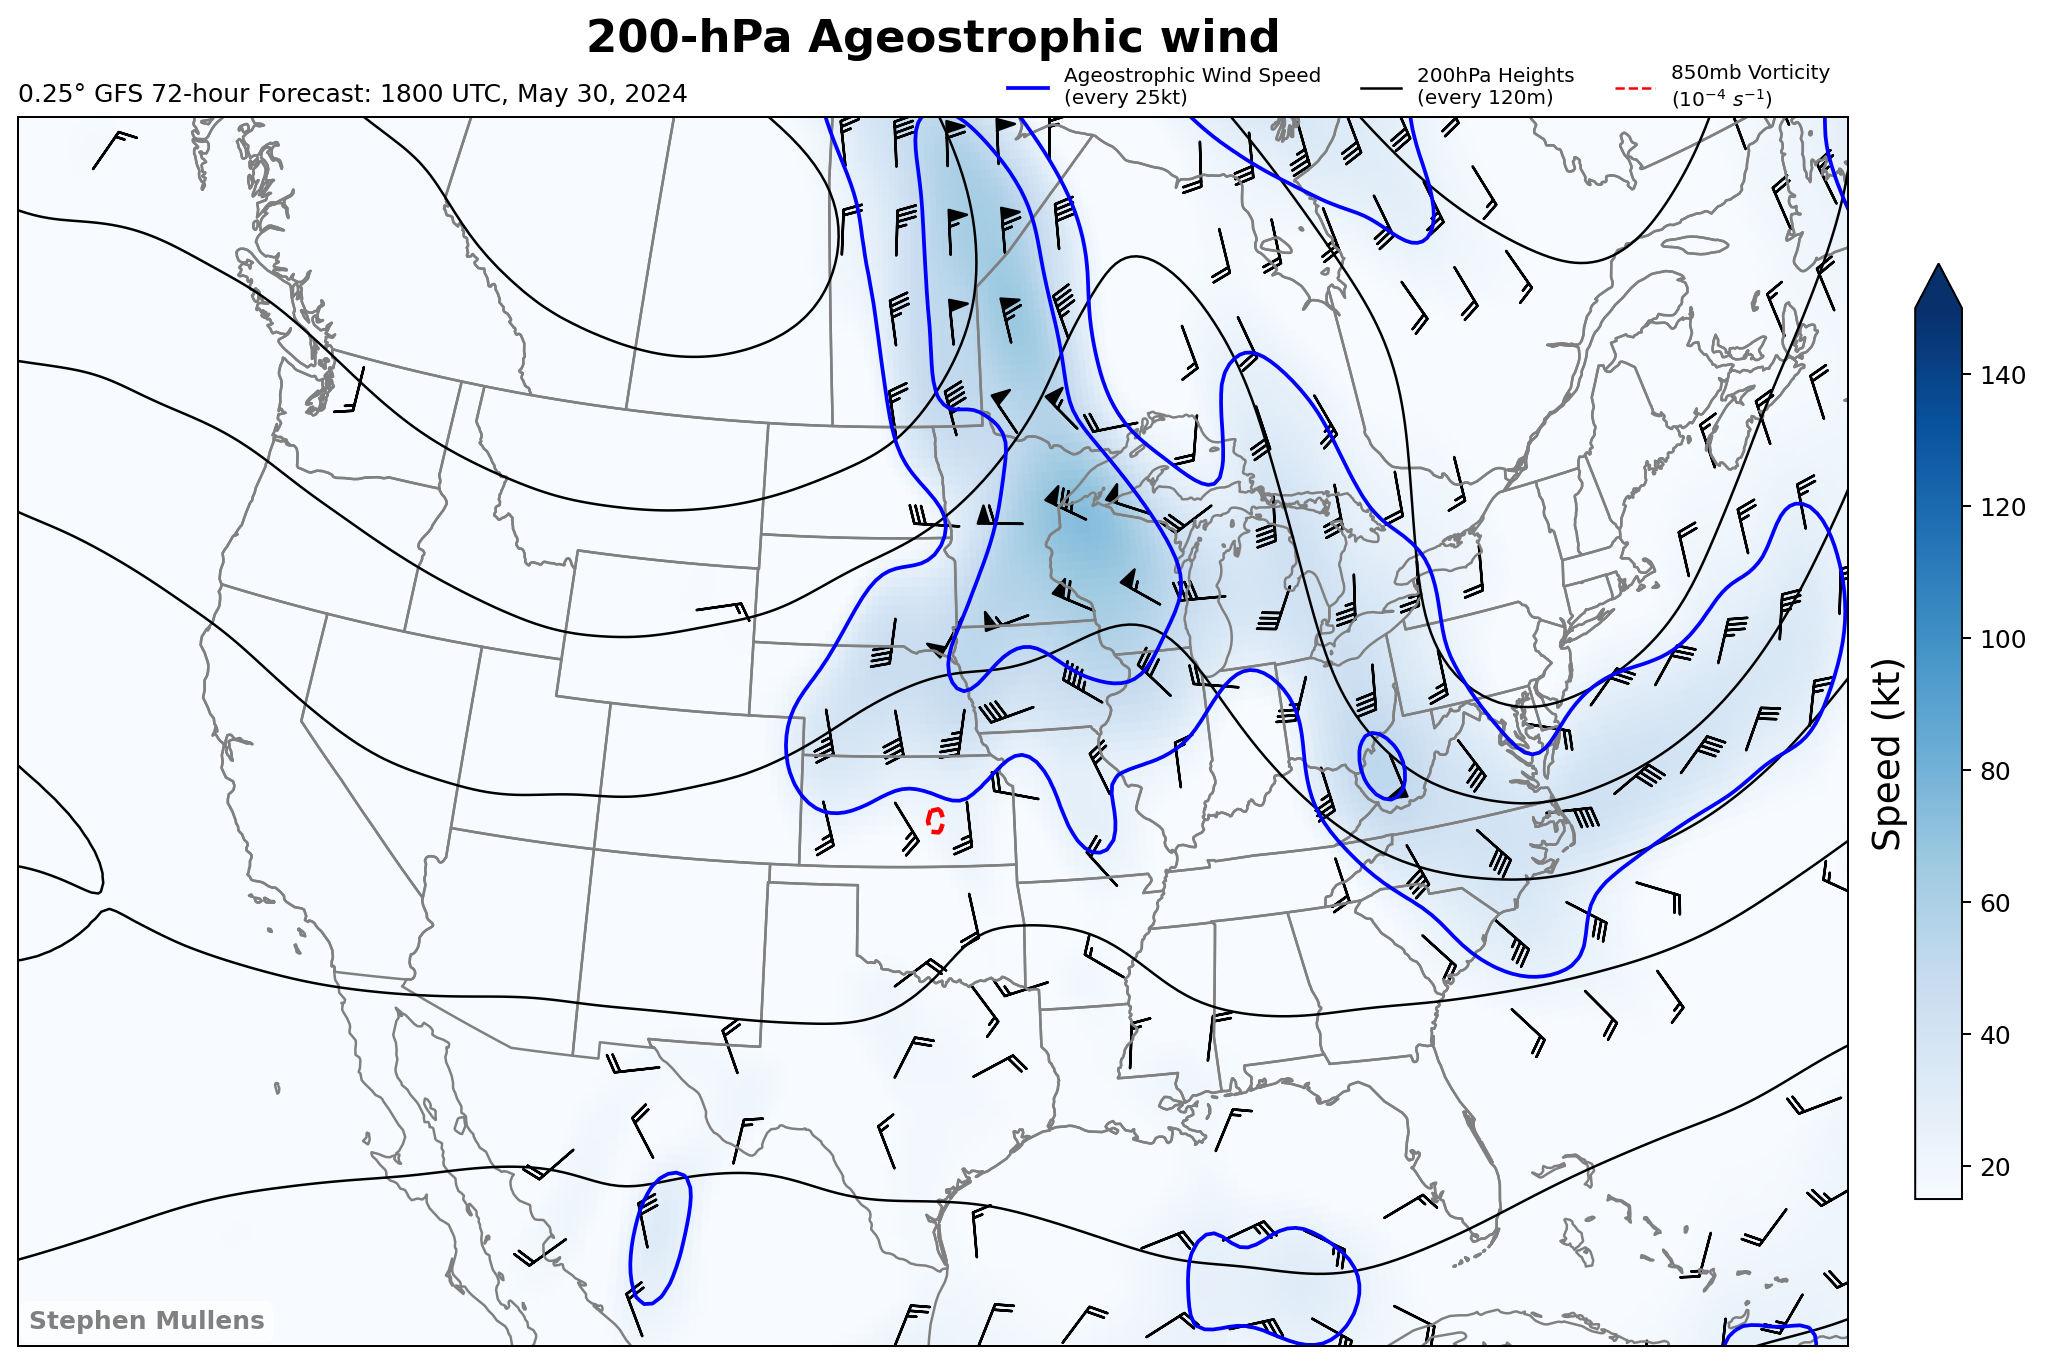 200-hPa Ageostrophic wind
0.25° GFS 72-hour Forecast: 1800 UTC, May 30, 2024
Ageostrophic Wind Speed
(every 25kt)
200hPa Heights
(every 120m)
850mb Vorticity
(10⁻⁴ s⁻¹)
140
120
100
80
60
40
20
Speed (kt)
Stephen Mullens